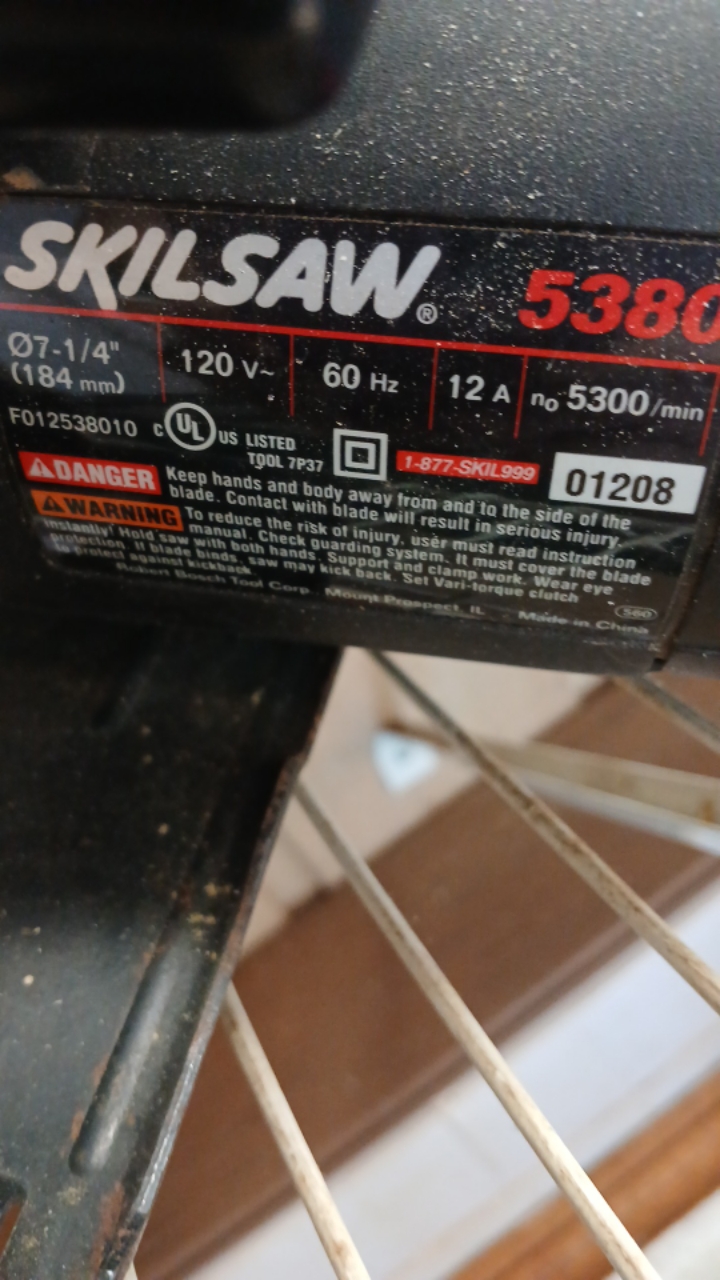 SKILSAW® 5380
Ø7-1/4"
(184 mm)
120 V~
60 Hz
12 A
n₀ 5300/min
F012538010
c UL US LISTED
TOOL 7P37
1-877-SKIL999
01208
DANGER Keep hands and body away from and to the side of the
blade. Contact with blade will result in serious injury.
WARNING To reduce the risk of injury, user must read instruction
manual. Check guarding system. It must cover the blade
instantly! Hold saw with both hands. Support and clamp work. Wear eye
protection. If blade binds, saw may kick back. Set Vari-torque clutch
to protect against kickback.
Robert Bosch Tool Corp. Mount Prospect, IL Made in China
560